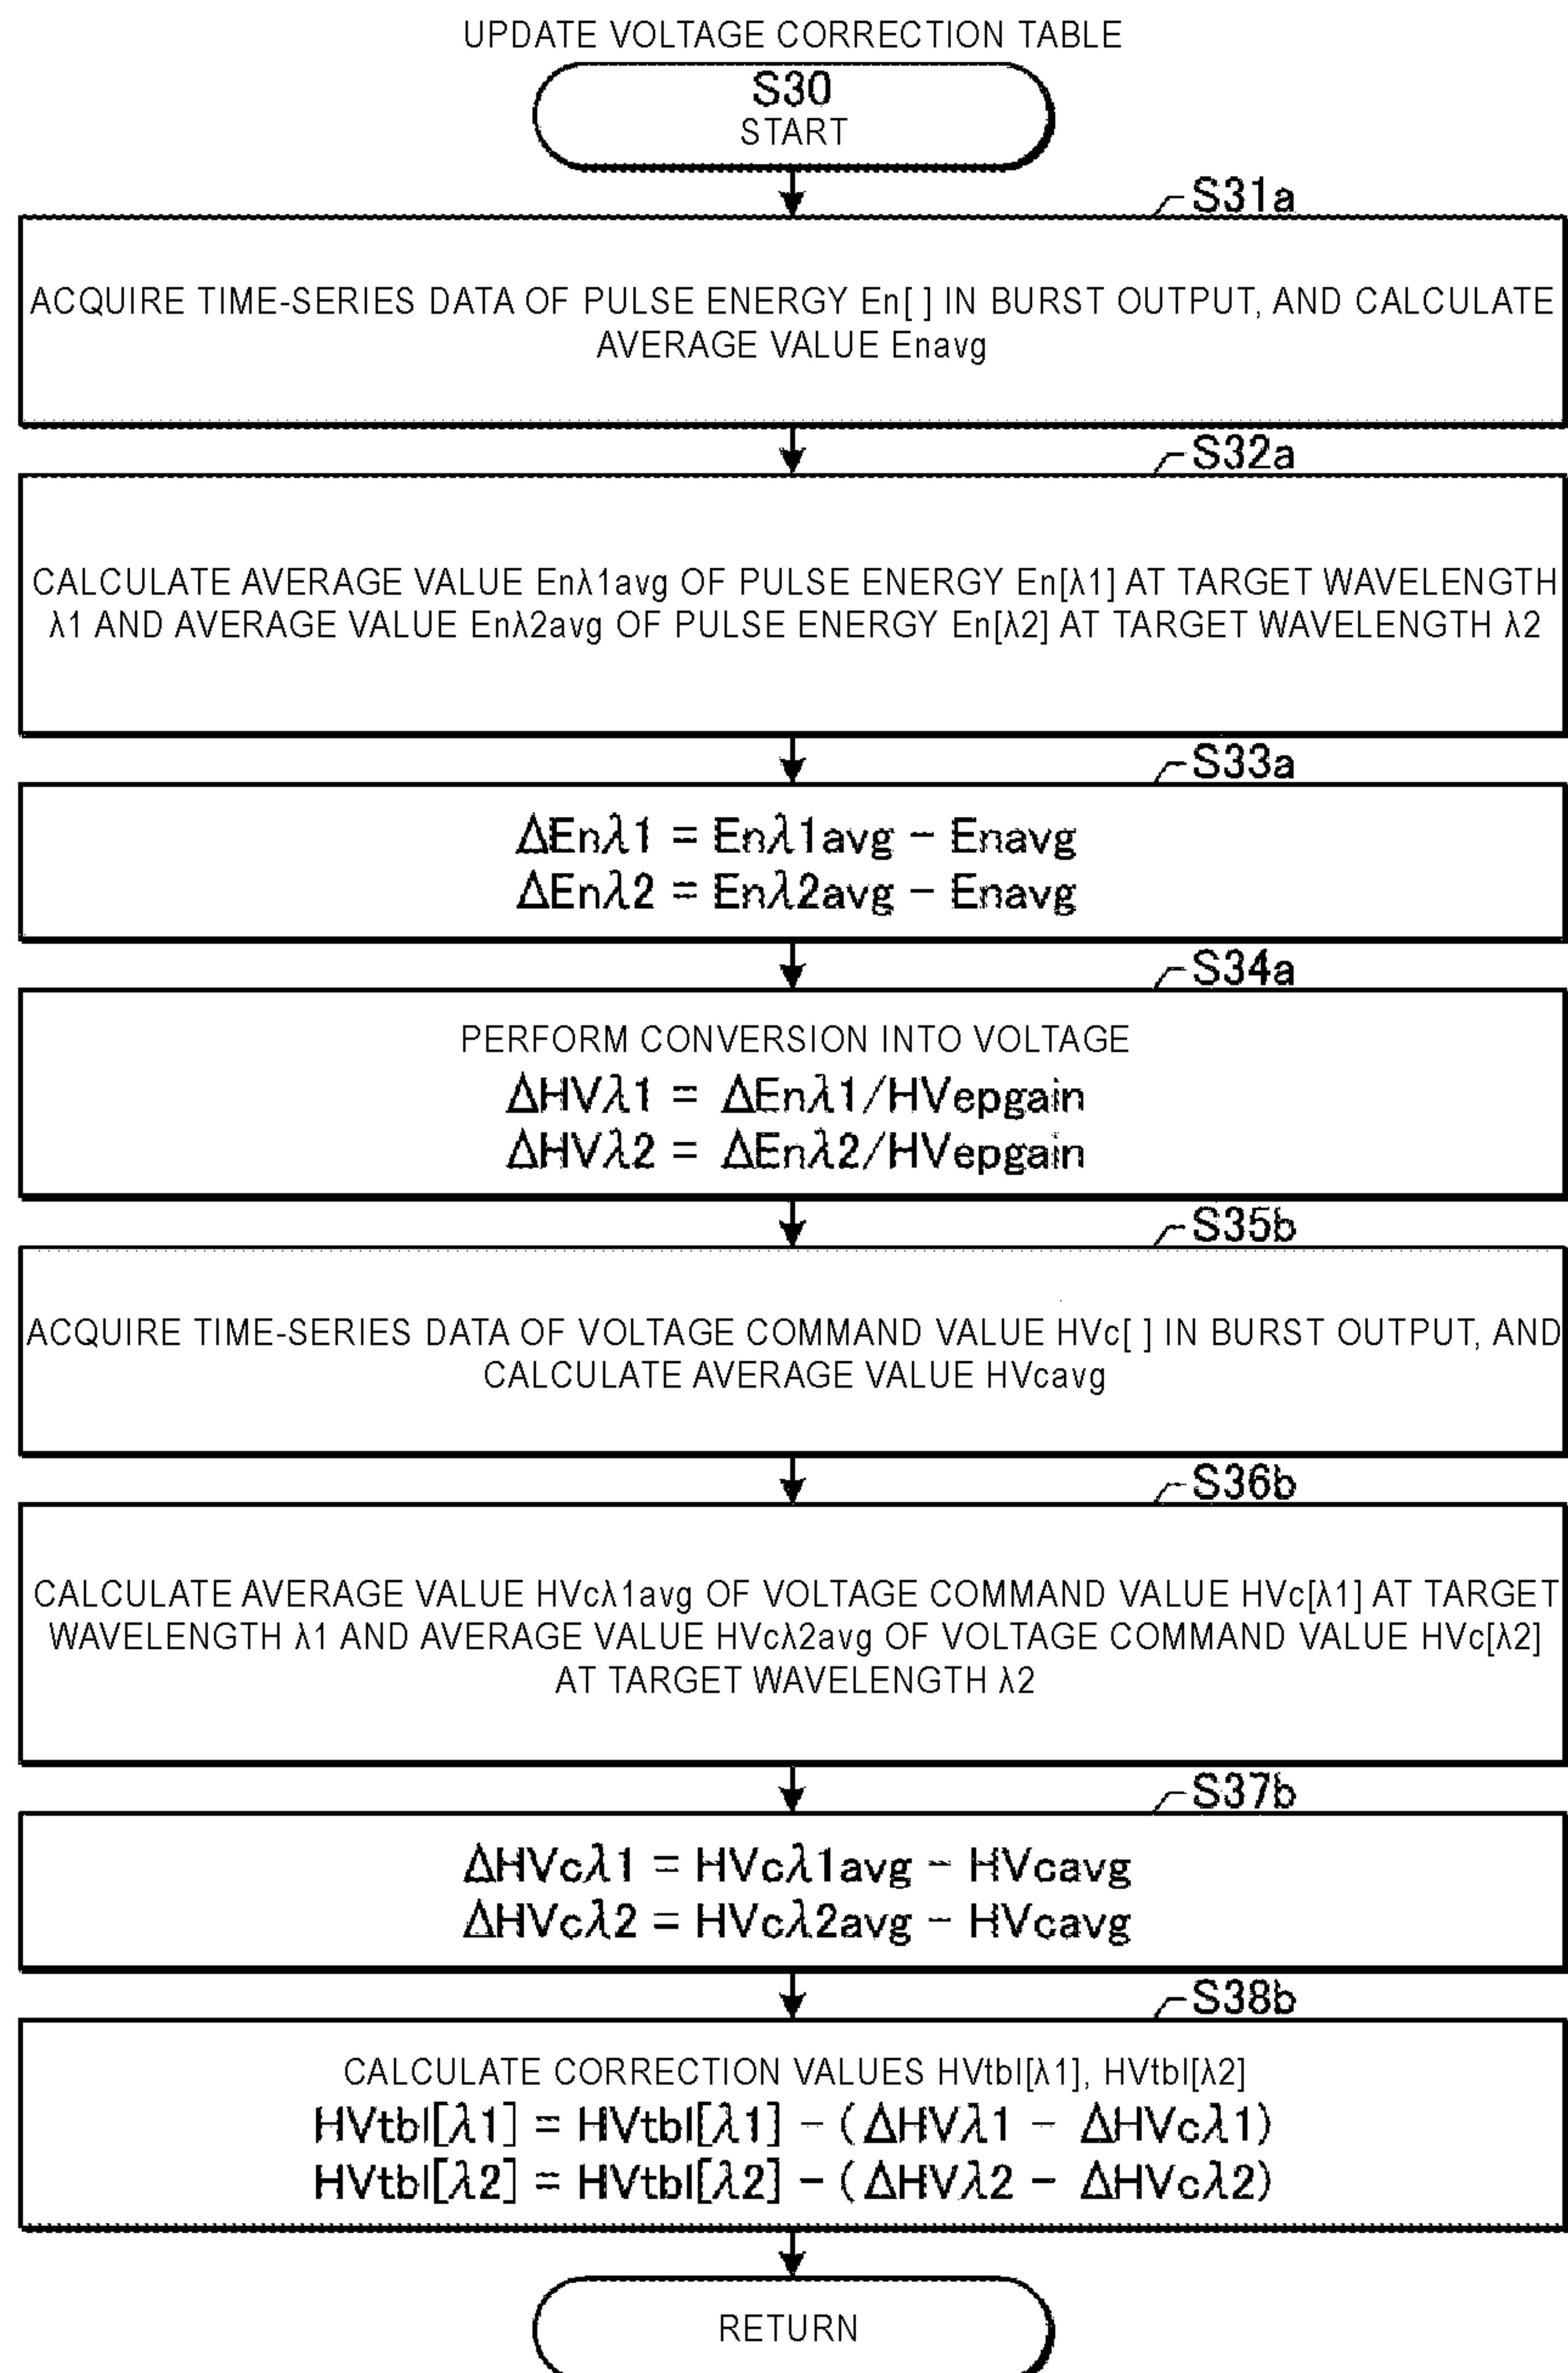 UPDATE VOLTAGE CORRECTION TABLE
S30
START
S31a
ACQUIRE TIME-SERIES DATA OF PULSE ENERGY En[ ] IN BURST OUTPUT, AND CALCULATE
AVERAGE VALUE Enavg
S32a
CALCULATE AVERAGE VALUE Enλ1avg OF PULSE ENERGY En[λ1] AT TARGET WAVELENGTH
λ1 AND AVERAGE VALUE Enλ2avg OF PULSE ENERGY En[λ2] AT TARGET WAVELENGTH λ2
S33a
ΔEnλ1 = Enλ1avg − Enavg
ΔEnλ2 = Enλ2avg − Enavg
S34a
PERFORM CONVERSION INTO VOLTAGE
ΔHVλ1 = ΔEnλ1/HVepgain
ΔHVλ2 = ΔEnλ2/HVepgain
S35b
ACQUIRE TIME-SERIES DATA OF VOLTAGE COMMAND VALUE HVc[ ] IN BURST OUTPUT, AND
CALCULATE AVERAGE VALUE HVcavg
S36b
CALCULATE AVERAGE VALUE HVcλ1avg OF VOLTAGE COMMAND VALUE HVc[λ1] AT TARGET
WAVELENGTH λ1 AND AVERAGE VALUE HVcλ2avg OF VOLTAGE COMMAND VALUE HVc[λ2]
AT TARGET WAVELENGTH λ2
S37b
ΔHVcλ1 = HVcλ1avg − HVcavg
ΔHVcλ2 = HVcλ2avg − HVcavg
S38b
CALCULATE CORRECTION VALUES HVtbl[λ1], HVtbl[λ2]
HVtbl[λ1] = HVtbl[λ1] − (ΔHVλ1 − ΔHVcλ1)
HVtbl[λ2] = HVtbl[λ2] − (ΔHVλ2 − ΔHVcλ2)
RETURN